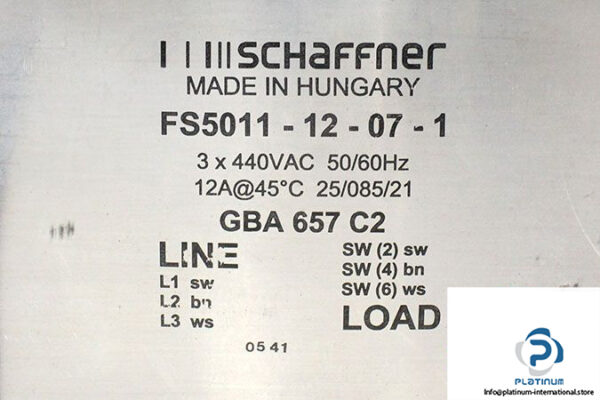 SCHAFFNER
MADE IN HUNGARY
FS5011 - 12 - 07 - 1
3 x 440VAC 50/60Hz
12A@45°C 25/085/21
GBA 657 C2
LINE
L1 sw
L2 bn
L3 ws
SW (2) sw
SW (4) bn
SW (6) ws
LOAD
0541
PLATINUM
Info@platinum-international.store